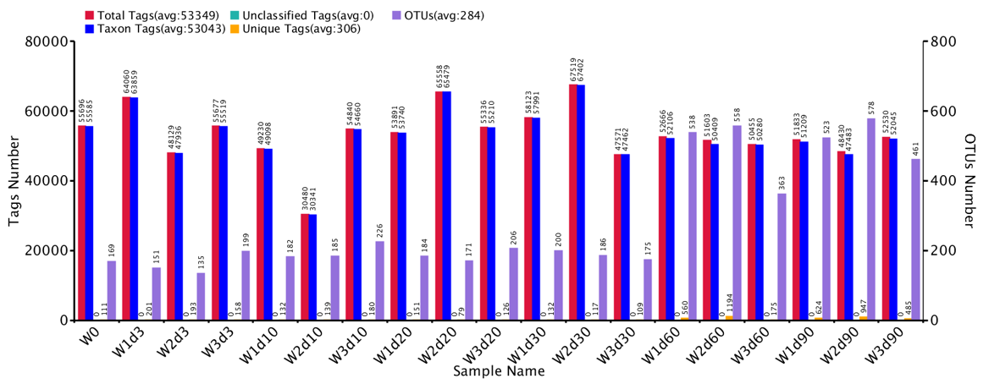 Total Tags(avg:53349) Unclassified Tags(avg:0) OTUs(avg:284)
Taxon Tags(avg:53043) Unique Tags(avg:306)
80000 800
60000 600
40000 400
20000 200
0 0
Tags Number
OTUs Number
55696 55585 0 111 169
64060 63859 0 201 151
48129 47936 0 193 135
55677 55519 0 158 199
49230 49098 0 132 182
30480 30341 0 139 185
54840 54660 0 180 226
53891 53740 0 151 184
65558 65479 0 79 171
55336 55210 0 126 206
58123 57991 0 132 200
67519 67402 0 117 186
47571 47462 0 109 175
52666 52106 0 560 538
51603 50409 0 1194 558
50455 50280 0 175 363
51833 51209 0 624 523
48430 47483 0 947 578
52530 52045 0 485 461
W0 W1d3 W2d3 W3d3 W1d10 W2d10 W3d10 W1d20 W2d20 W3d20 W1d30 W2d30 W3d30 W1d60 W2d60 W3d60 W1d90 W2d90 W3d90
Sample Name